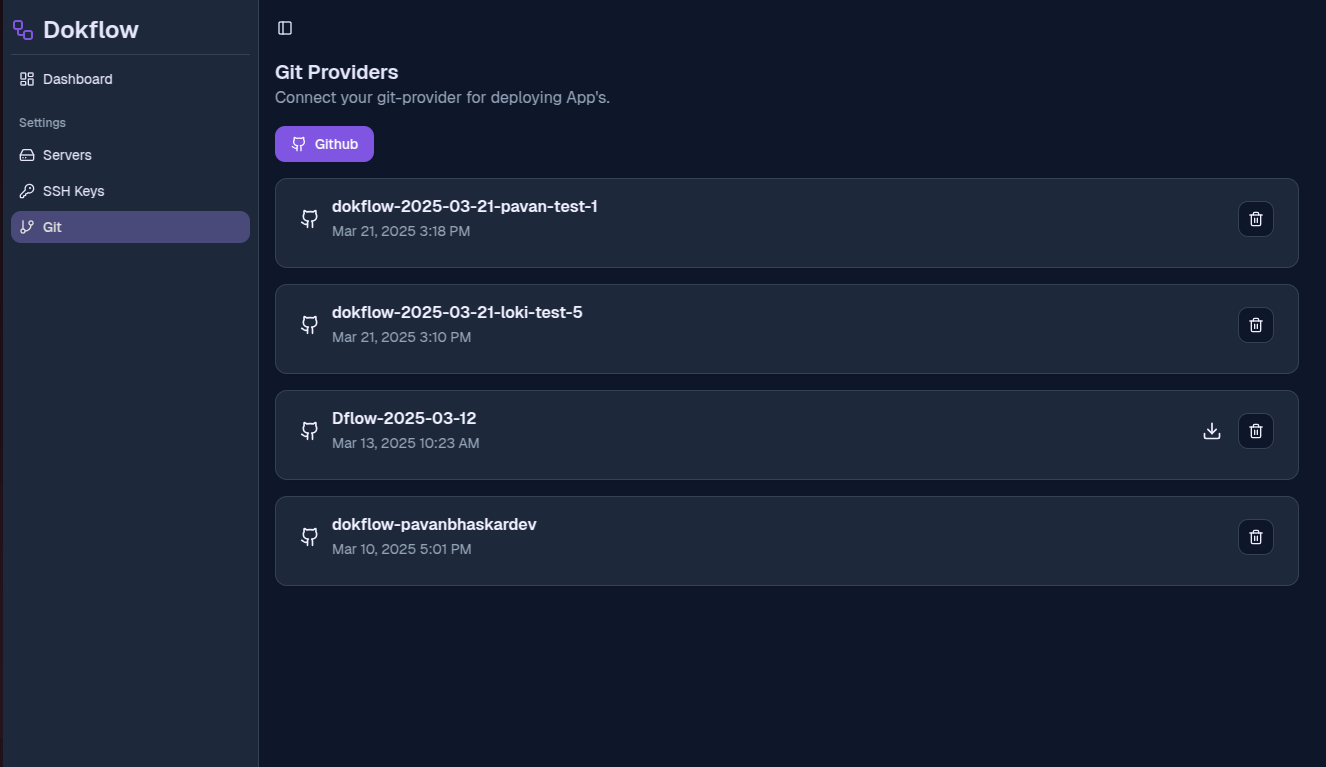 Dokflow
Dashboard
Settings
Servers
SSH Keys
Git
Git Providers
Connect your git-provider for deploying App's.
Github
dokflow-2025-03-21-pavan-test-1
Mar 21, 2025 3:18 PM
dokflow-2025-03-21-loki-test-5
Mar 21, 2025 3:10 PM
Dflow-2025-03-12
Mar 13, 2025 10:23 AM
dokflow-pavanbhaskardev
Mar 10, 2025 5:01 PM